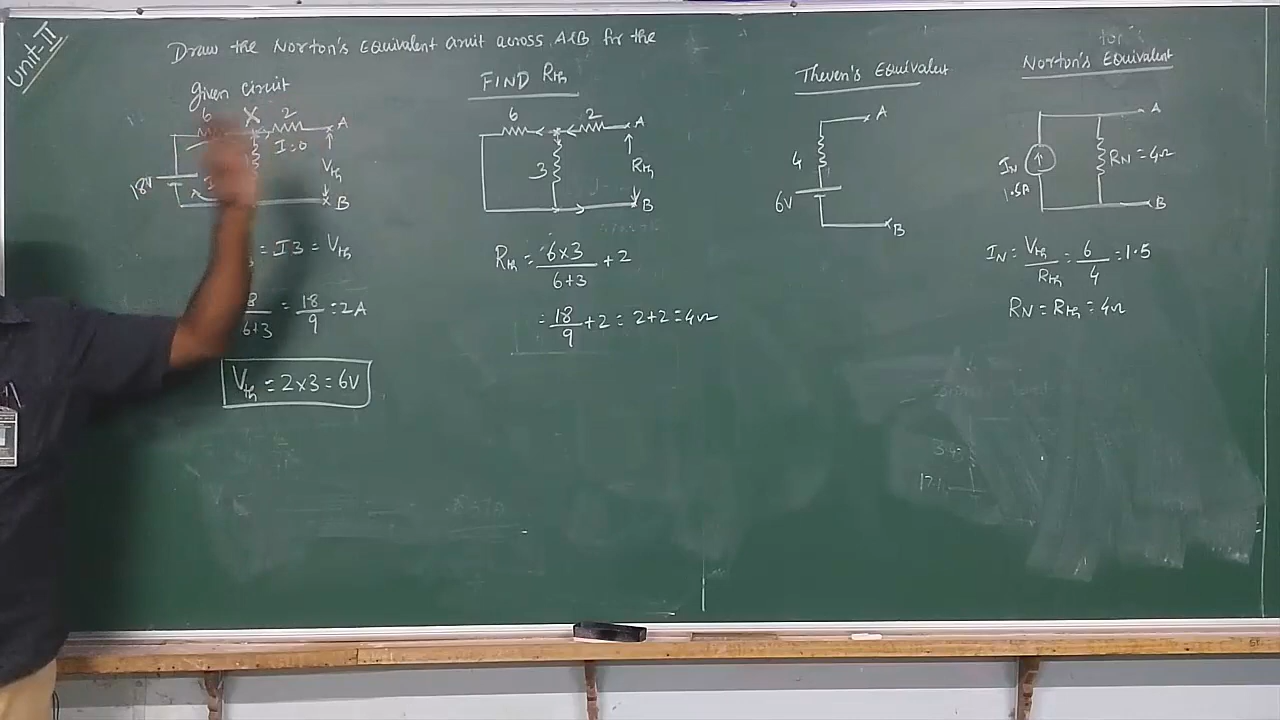 Unit-II
Draw the Norton's Equivalent circuit across A&B for the
given circuit
6
X
2
A
I=0
18V
I
Vth
B
= I3 = Vth
8/6+3 = 18/9 = 2A
Vth = 2x3 = 6V
FIND Rth
6
2
A
3
Rth
B
Rth = 6x3/6+3 + 2
= 18/9 + 2 = 2+2 = 4Ω
Theven's Equivalent
A
4
6V
B
Norton's Equivalent
A
IN
1.5A
RN = 4Ω
B
IN = Vth/Rth = 6/4 = 1.5
RN = Rth = 4Ω